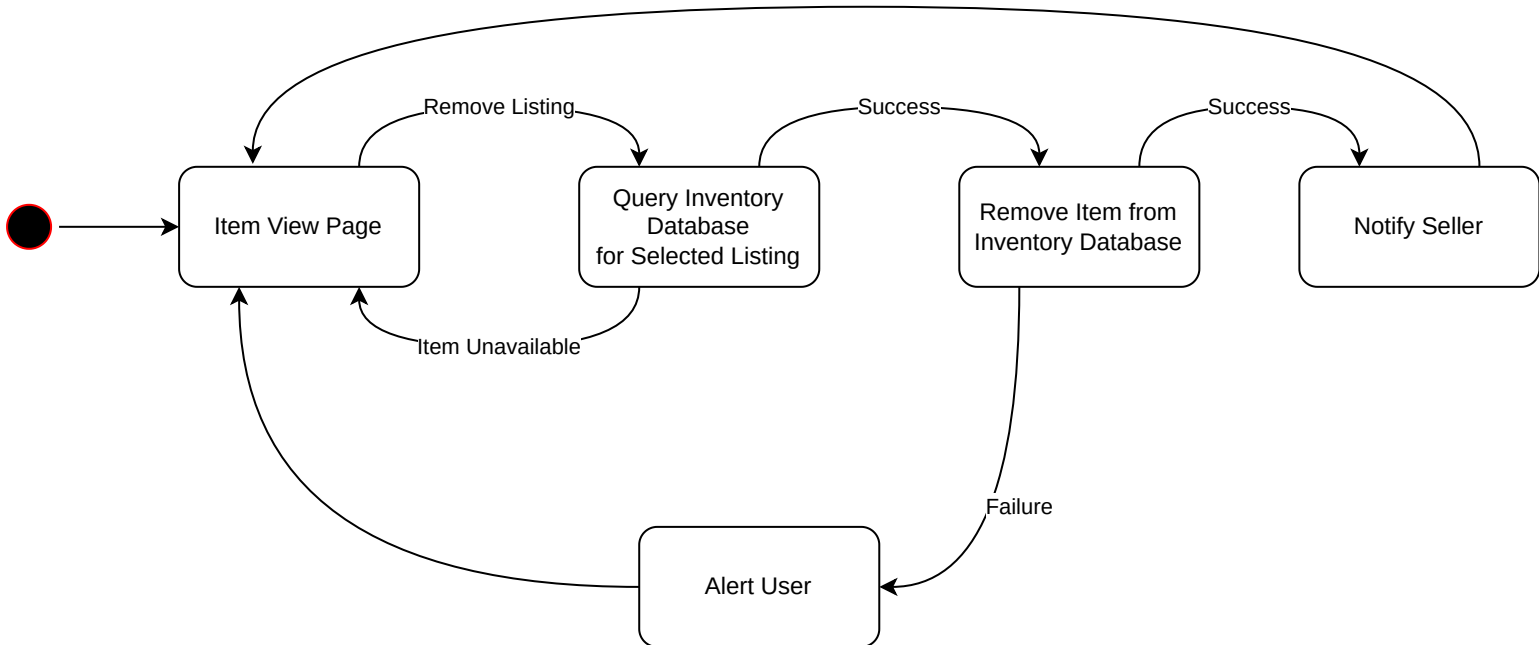 Remove Listing
Success
Success
Item View Page
Query Inventory
Database
for Selected Listing
Remove Item from
Inventory Database
Notify Seller
Item Unavailable
Failure
Alert User